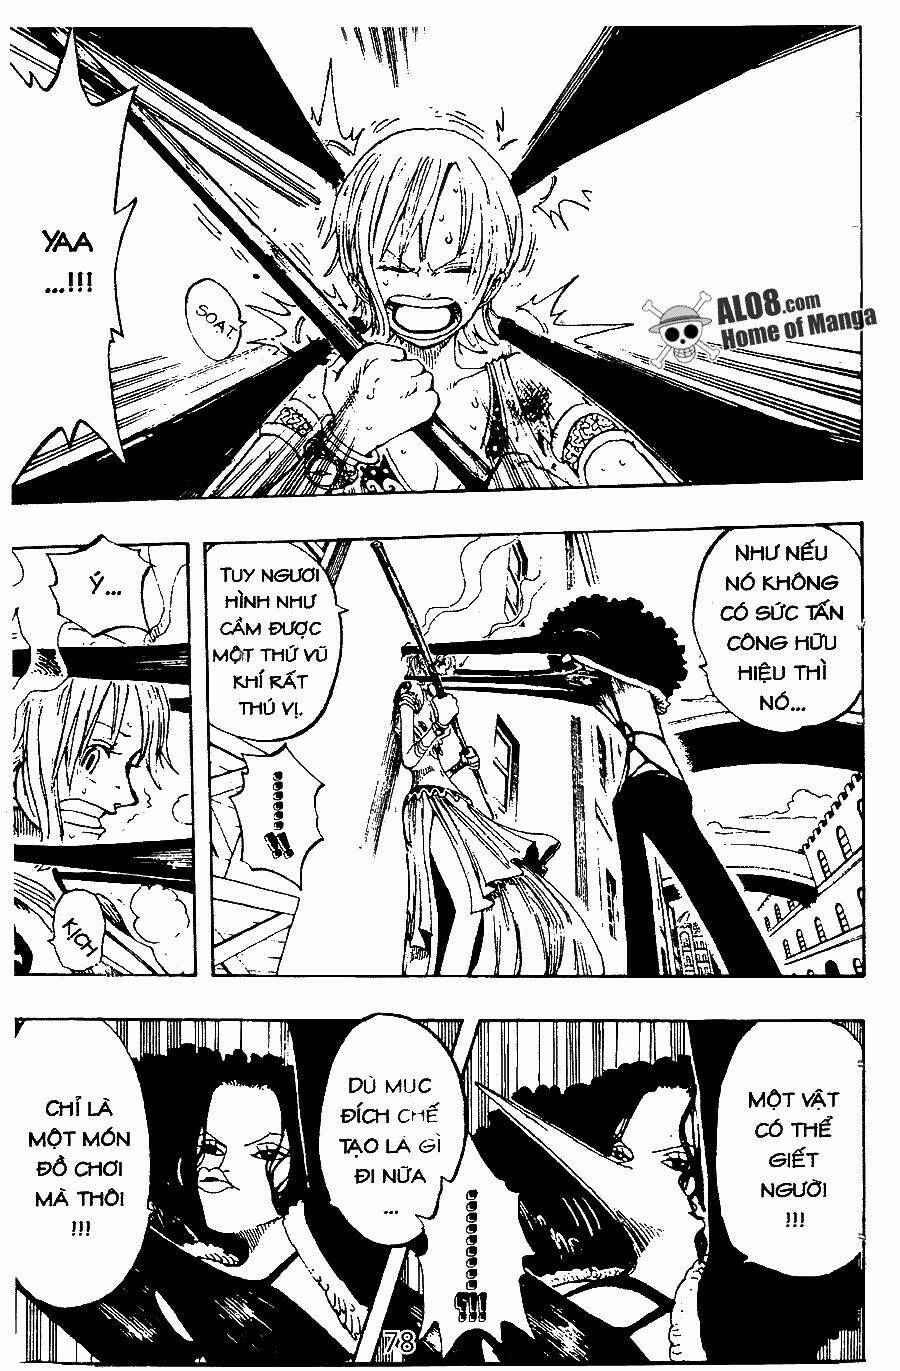 YAA
...!!!
SOẠT
AL08.com
Home of Manga
NHƯ NẾU
NÓ KHÔNG
CÓ SỨC TẤN
CÔNG HỮU
HIỆU THÌ
NÓ...
TUY NGƯƠI
HÌNH NHƯ
CẦM ĐƯỢC
MỘT THỨ VŨ
KHÍ RẤT
THÚ VỊ.
.......!!
Ý...
KỊCH
MỘT VẬT
CÓ THỂ
GIẾT
NGƯỜI
!!!
.........!!!
DÙ MỤC
ĐÍCH CHẾ
TẠO LÀ GÌ
ĐI NỮA
...
CHỈ LÀ
MỘT MÓN
ĐỒ CHƠI
MÀ THÔI
!!!
78